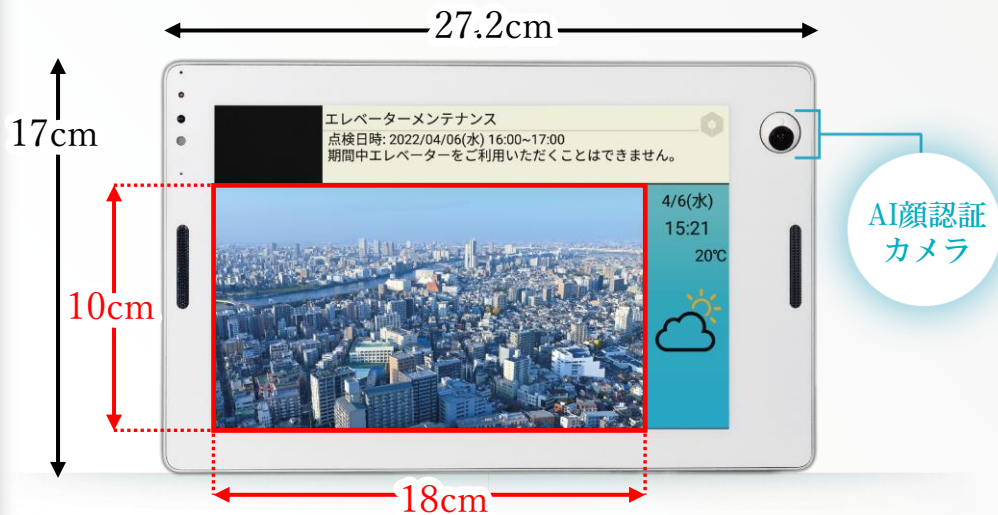 27.2cm
17cm
エレベーターメンテナンス
点検日時: 2022/04/06(水) 16:00~17:00
期間中エレベーターをご利用いただくことはできません。
4/6(水)
15:21
20℃
AI顔認証
カメラ
10cm
18cm